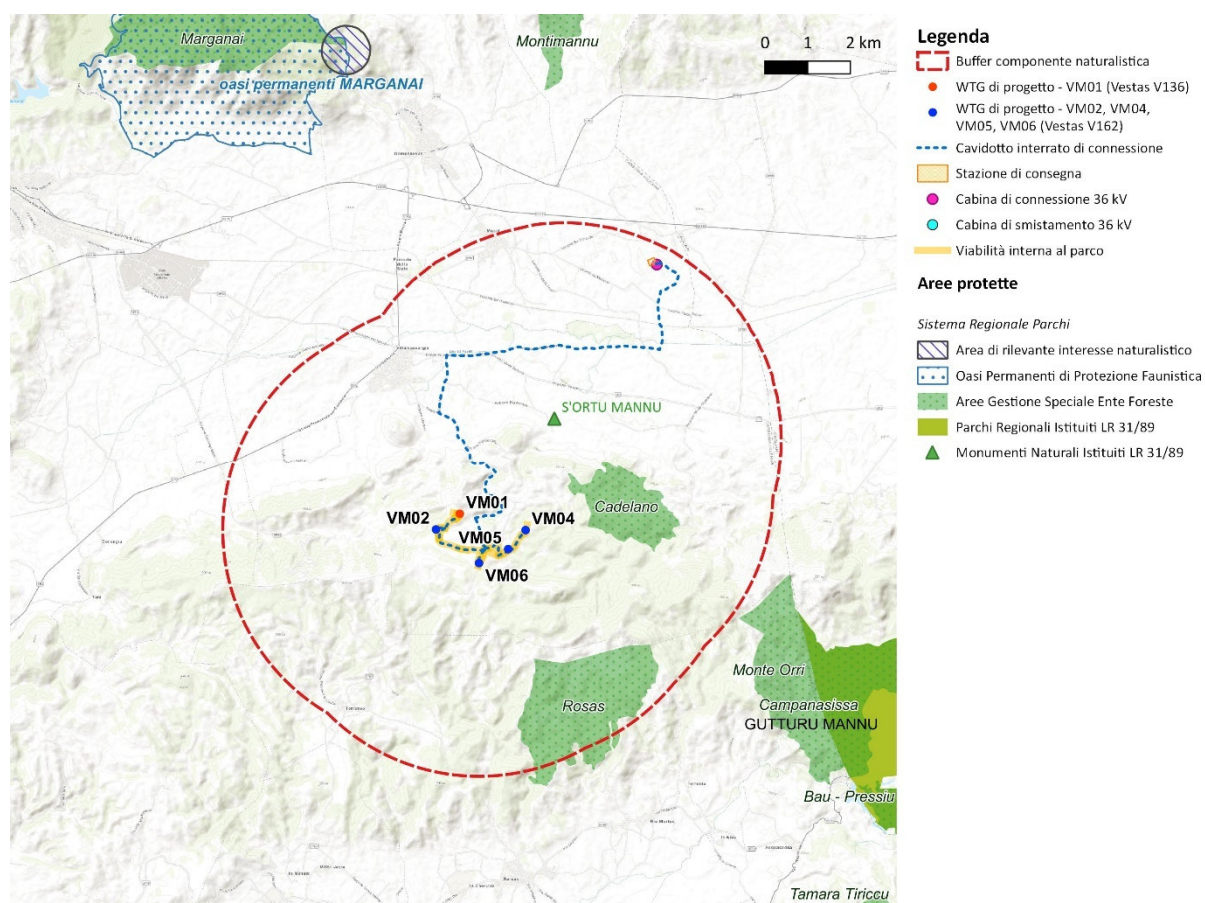 Marganai
oasi permanenti MARGANAI
Montimannu
0 1 2 km
S'ORTU MANNU
Cadelano
VM01
VM02
VM04
VM05
VM06
Monte Orri
Campanasissa
GUTTURU MANNU
Rosas
Bau - Pressiu
Tamara Tiriccu
Legenda
Buffer componente naturalistica
WTG di progetto - VM01 (Vestas V136)
WTG di progetto - VM02, VM04,
VM05, VM06 (Vestas V162)
Cavidotto interrato di connessione
Stazione di consegna
Cabina di connessione 36 kV
Cabina di smistamento 36 kV
Viabilità interna al parco
Aree protette
Sistema Regionale Parchi
Area di rilevante interesse naturalistico
Oasi Permanenti di Protezione Faunistica
Aree Gestione Speciale Ente Foreste
Parchi Regionali Istituiti LR 31/89
Monumenti Naturali Istituiti LR 31/89